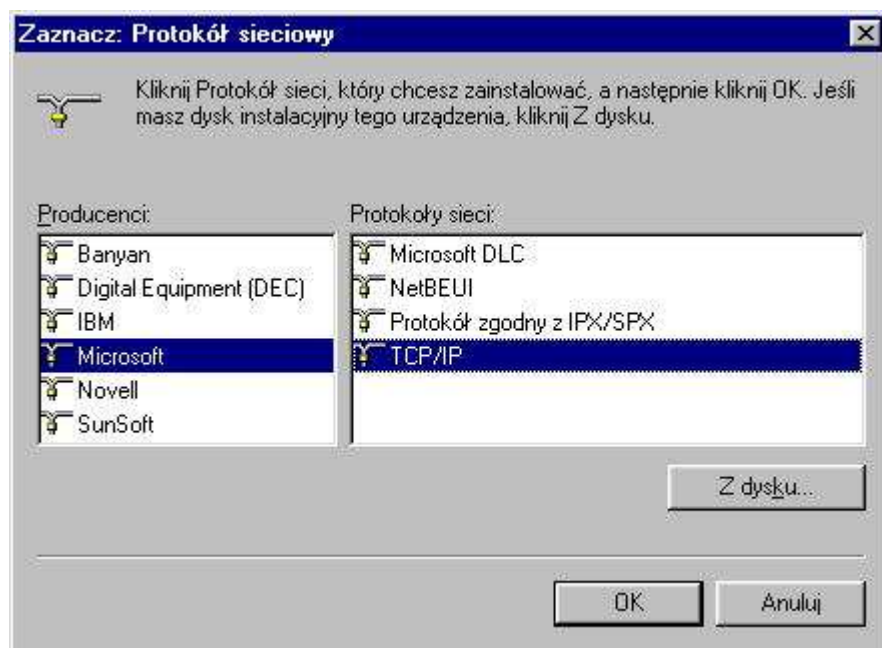 Zaznacz: Protokół sieciowy
Kliknij Protokół sieci, który chcesz zainstalować, a następnie kliknij OK. Jeśli
masz dysk instalacyjny tego urządzenia, kliknij Z dysku.
Producenci:
Banyan
Digital Equipment (DEC)
IBM
Microsoft
Novell
SunSoft
Protokoły sieci:
Microsoft DLC
NetBEUI
Protokół zgodny z IPX/SPX
TCP/IP
Z dysku...
OK
Anuluj